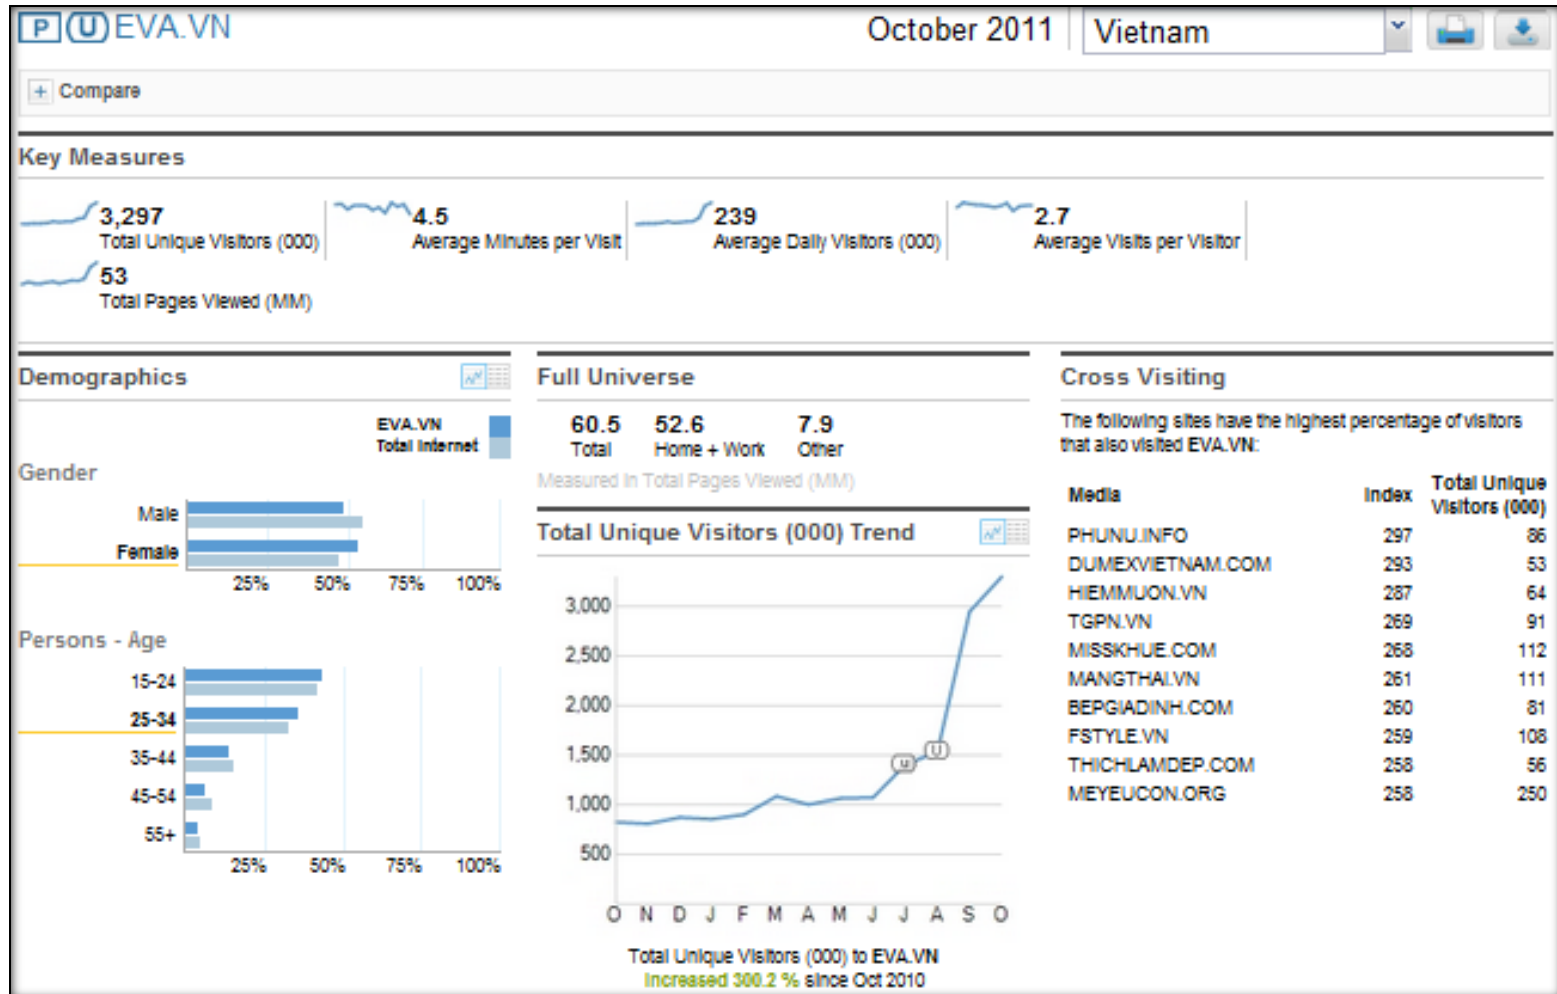 P U EVA.VN
October 2011
Vietnam
+ Compare
Key Measures
3,297
Total Unique Visitors (000)
4.5
Average Minutes per Visit
239
Average Daily Visitors (000)
2.7
Average Visits per Visitor
53
Total Pages Viewed (MM)
Demographics
EVA.VN
Total Internet
Gender
Male
Female
25% 50% 75% 100%
Persons - Age
15-24
25-34
35-44
45-54
55+
25% 50% 75% 100%
Full Universe
60.5 52.6 7.9
Total Home + Work Other
Measured in Total Pages Viewed (MM)
Total Unique Visitors (000) Trend
3,000
2,500
2,000
1,500
1,000
500
u U
O N D J F M A M J J A S O
Total Unique Visitors (000) to EVA.VN
Increased 300.2 % since Oct 2010
Cross Visiting
The following sites have the highest percentage of visitors
that also visited EVA.VN:
Media Index Total Unique
Visitors (000)
PHUNU.INFO 297 86
DUMEXVIETNAM.COM 293 53
HIEMMUON.VN 287 64
TGPN.VN 269 91
MISSKHUE.COM 268 112
MANGTHAI.VN 261 111
BEPGIADINH.COM 260 81
FSTYLE.VN 259 108
THICHLAMDEP.COM 258 56
MEYEUCON.ORG 258 250